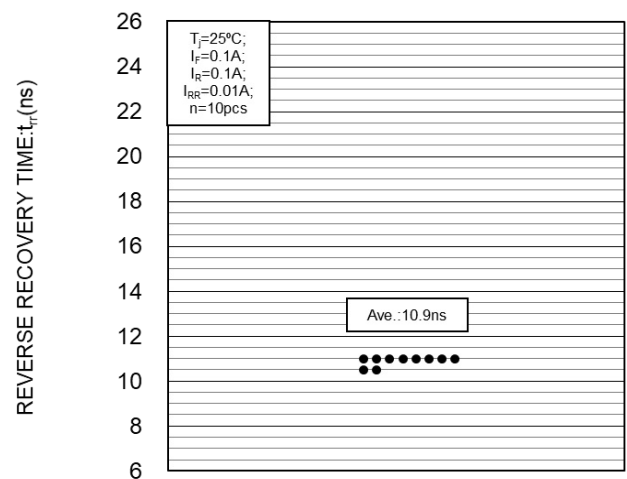 REVERSE RECOVERY TIME:trr(ns)
26
24
22
20
18
16
14
12
10
8
6
Tj=25ºC;
IF=0.1A;
IR=0.1A;
IRR=0.01A;
n=10pcs
Ave.:10.9ns